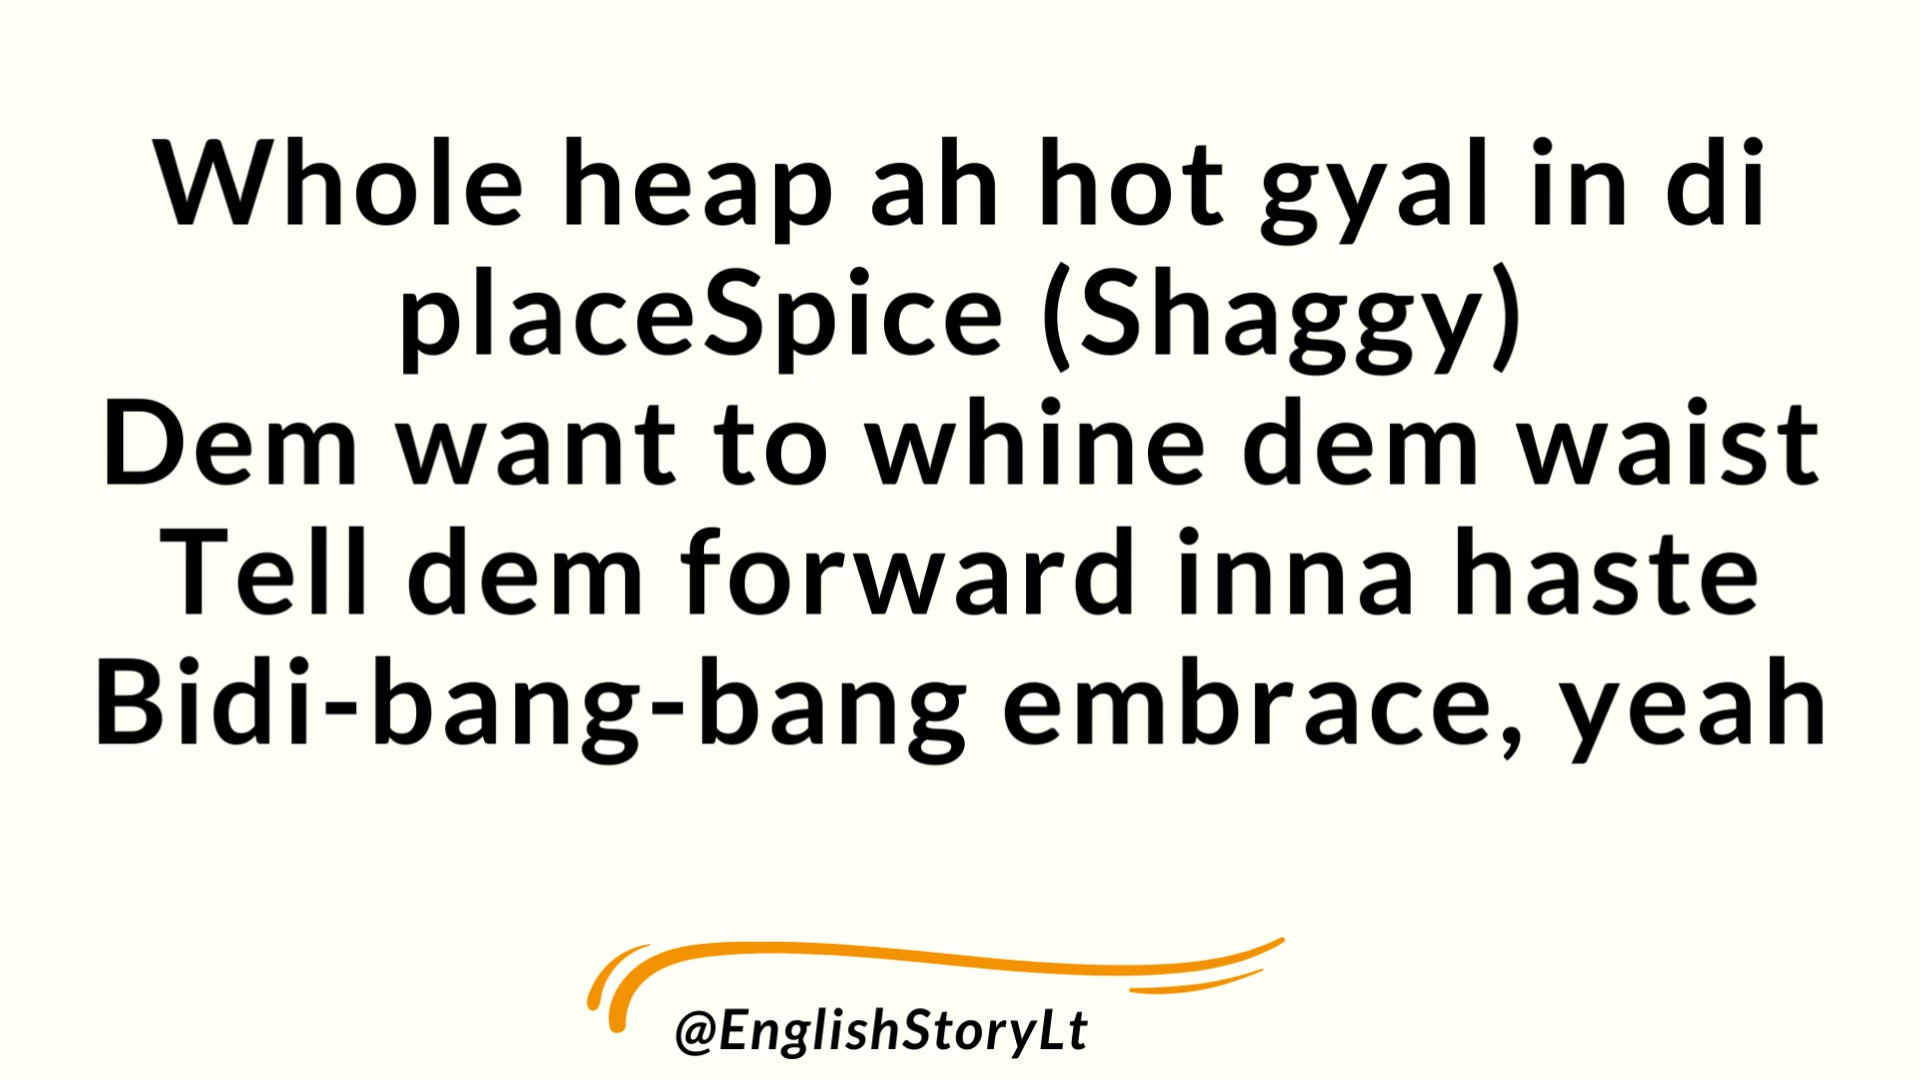 Whole heap ah hot gyal in di
placeSpice (Shaggy)
Dem want to whine dem waist
Tell dem forward inna haste
Bidi-bang-bang embrace, yeah
@EnglishStoryLt